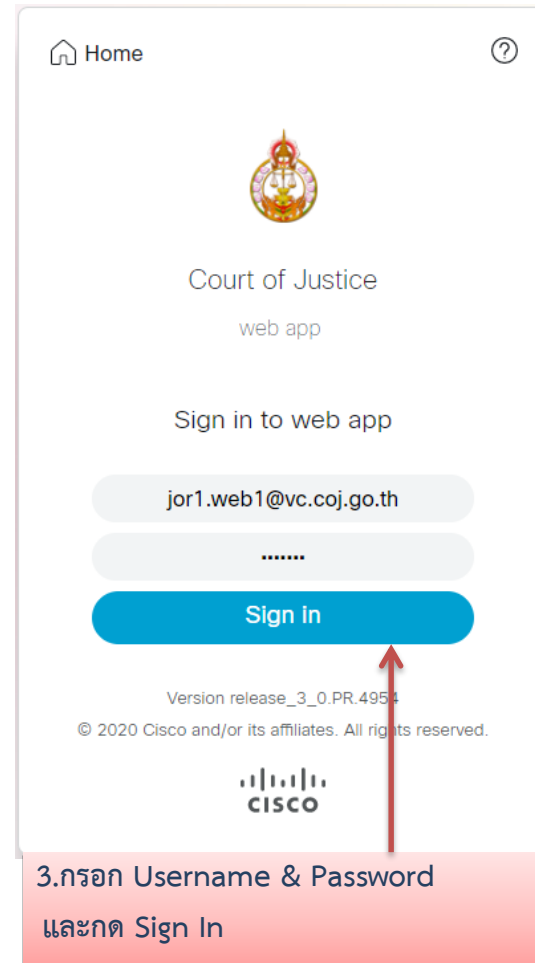 Home
Court of Justice
web app
Sign in to web app
jor1.web1@vc.coj.go.th
•••••••
Sign in
Version release_3_0.PR.4954
© 2020 Cisco and/or its affiliates. All rights reserved.
CISCO
3.กรอก Username & Password
และกด Sign In